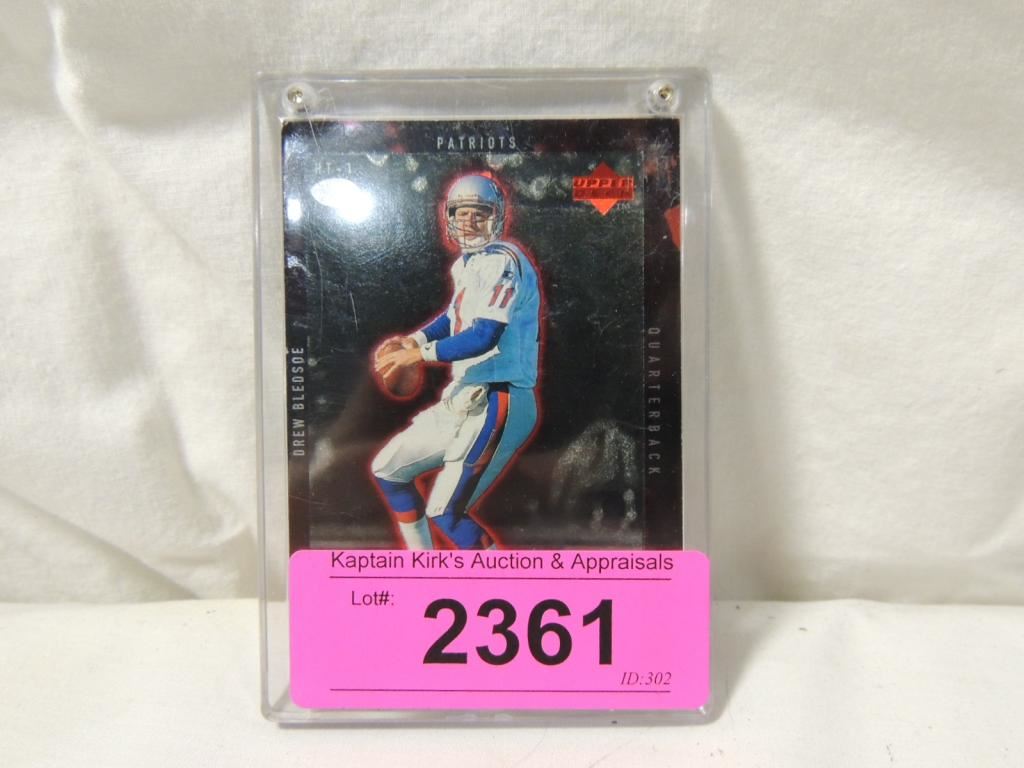 PATRIOTS
UPPER
DECK
11
DREW BLEDSOE
QUARTERBACK
Kaptain Kirk's Auction & Appraisals
Lot#:
2361
ID:302